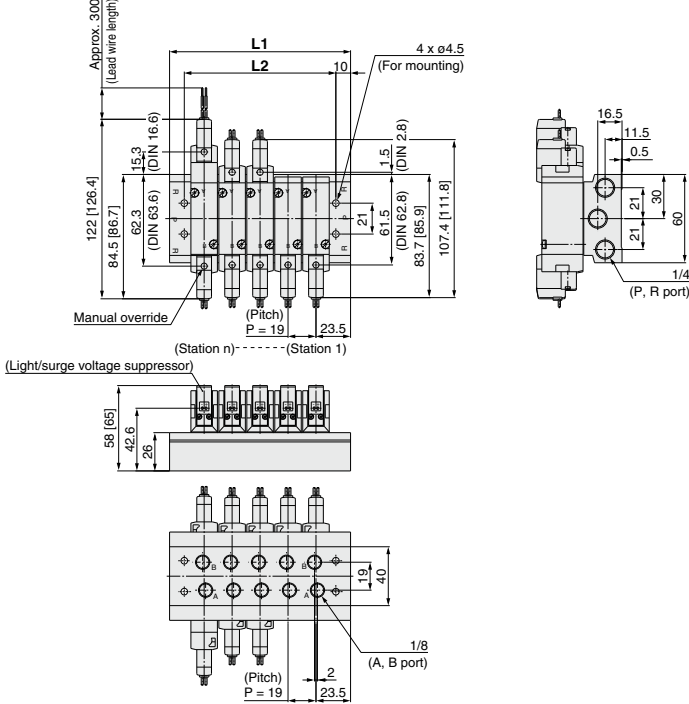 Approx. 300
(Lead wire length)
L1
L2
10
4 x ø4.5
(For mounting)
15.3
(DIN 16.6)
1.5
(DIN 2.8)
122 [126.4]
84.5 [86.7]
62.3
(DIN 63.6)
R
P
R
Y
Y
Y
B
B
B
R
P
R
21
61.5
(DIN 62.8)
83.7 [85.9]
107.4 [111.8]
Manual override
(Pitch)
P = 19
23.5
(Station n)------(Station 1)
16.5
11.5
0.5
21
21
30
60
1/4
(P, R port)
(Light/surge voltage suppressor)
58 [65]
42.6
26
B
B
A
A
19
40
1/8
(A, B port)
2
(Pitch)
P = 19
23.5